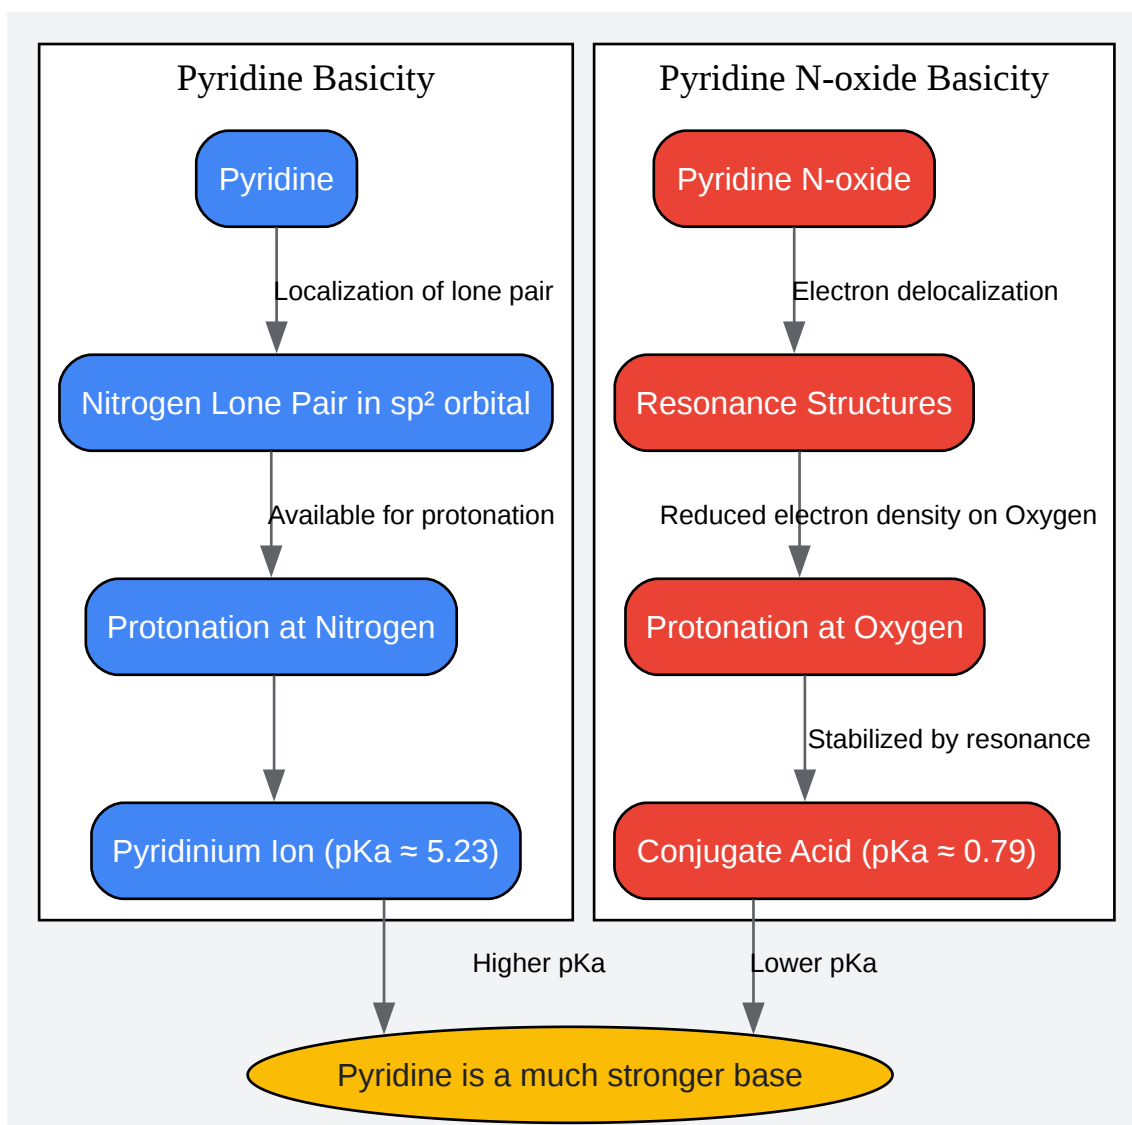 Pyridine Basicity
Pyridine
Localization of lone pair
Nitrogen Lone Pair in sp² orbital
Available for protonation
Protonation at Nitrogen
Pyridinium Ion (pKa ≈ 5.23)
Pyridine N-oxide Basicity
Pyridine N-oxide
Electron delocalization
Resonance Structures
Reduced electron density on Oxygen
Protonation at Oxygen
Stabilized by resonance
Conjugate Acid (pKa ≈ 0.79)
Higher pKa
Lower pKa
Pyridine is a much stronger base